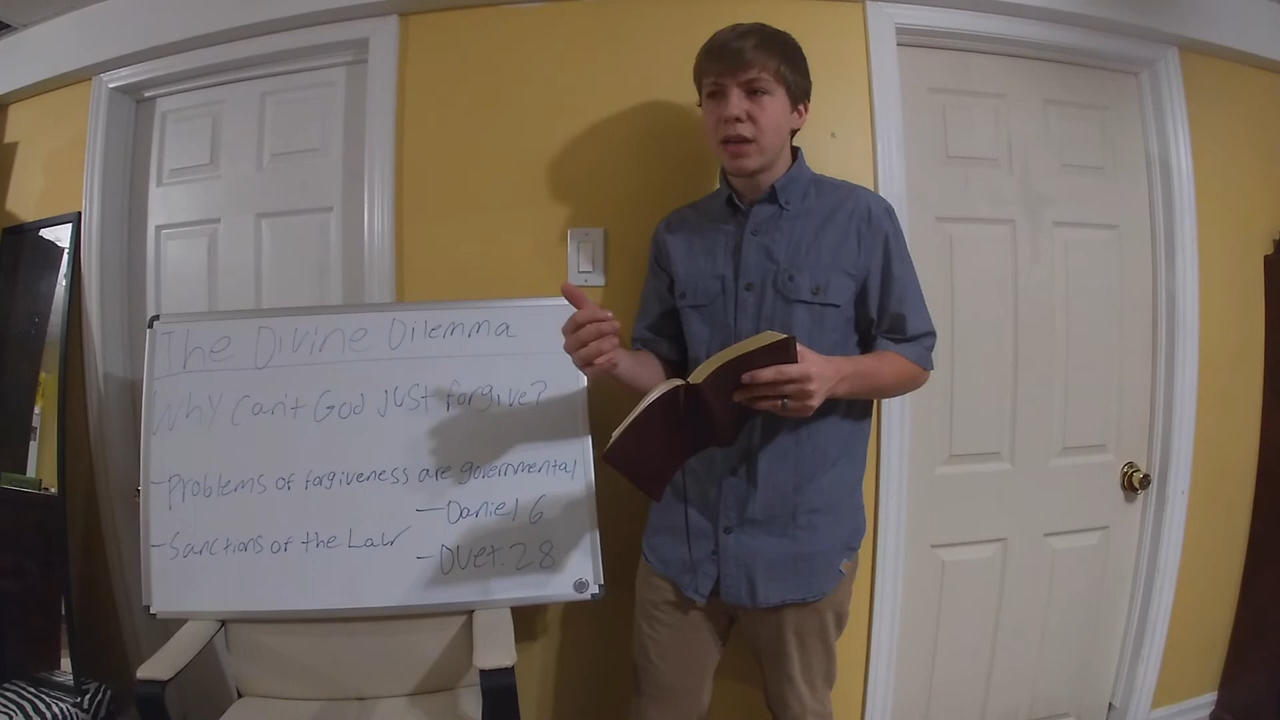 The Divine Dilemma
Why can't God just forgive?
-Problems of forgiveness are governmental
-Daniel 6
-Sanctions of the Law
-Duet. 28